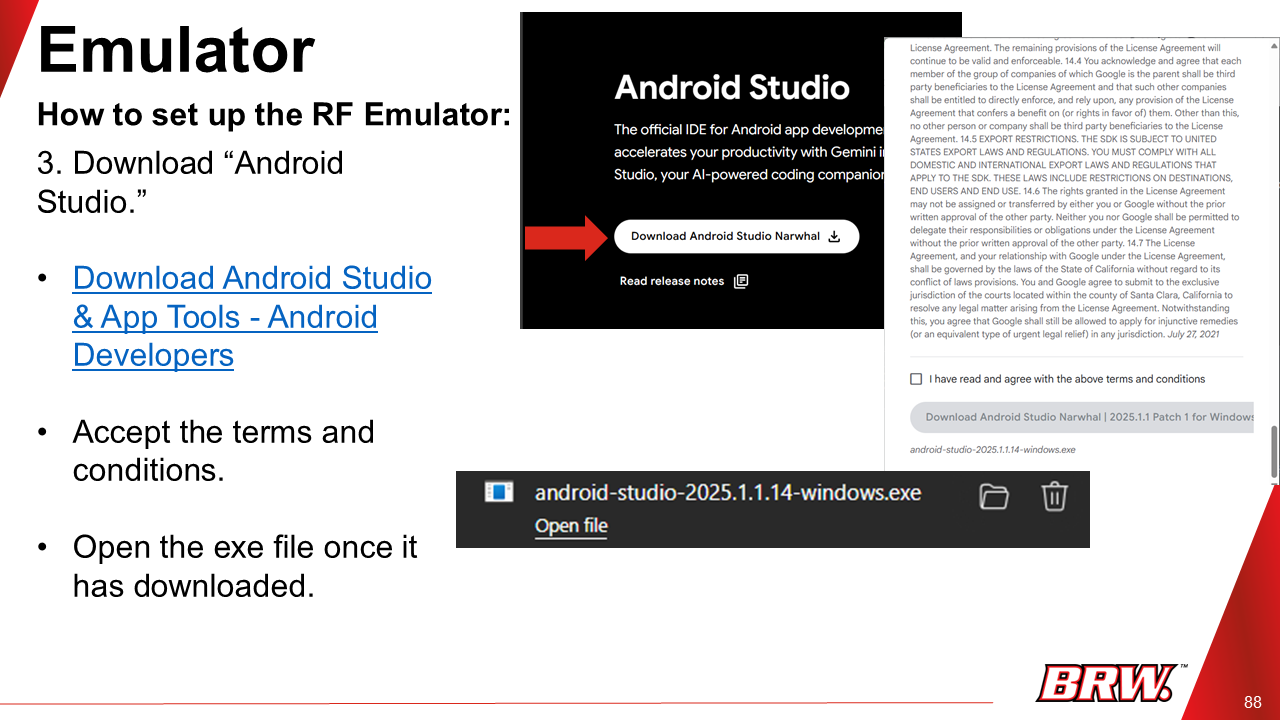 Emulator
How to set up the RF Emulator:
3. Download “Android
Studio.”
• Download Android Studio
& App Tools - Android
Developers
• Accept the terms and
conditions.
• Open the exe file once it
has downloaded.
Android Studio
The official IDE for Android app developme
accelerates your productivity with Gemini i
Studio, your AI-powered coding companion
Download Android Studio Narwhal
Read release notes
License Agreement. The remaining provisions of the License Agreement will
continue to be valid and enforceable. 14.4 You acknowledge and agree that each
member of the group of companies of which Google is the parent shall be third
party beneficiaries to the License Agreement and that such other companies
shall be entitled to directly enforce, and rely upon, any provision of the License
Agreement that confers a benefit on (or rights in favor of) them. Other than this,
no other person or company shall be third party beneficiaries to the License
Agreement. 14.5 EXPORT RESTRICTIONS. THE SDK IS SUBJECT TO UNITED
STATES EXPORT LAWS AND REGULATIONS. YOU MUST COMPLY WITH ALL
DOMESTIC AND INTERNATIONAL EXPORT LAWS AND REGULATIONS THAT
APPLY TO THE SDK. THESE LAWS INCLUDE RESTRICTIONS ON DESTINATIONS,
END USERS AND END USE. 14.6 The rights granted in the License Agreement
may not be assigned or transferred by either you or Google without the prior
written approval of the other party. Neither you nor Google shall be permitted to
delegate their responsibilities or obligations under the License Agreement
without the prior written approval of the other party. 14.7 The License
Agreement, and your relationship with Google under the License Agreement,
shall be governed by the laws of the State of California without regard to its
conflict of laws provisions. You and Google agree to submit to the exclusive
jurisdiction of the courts located within the county of Santa Clara, California to
resolve any legal matter arising from the License Agreement. Notwithstanding
this, you agree that Google shall still be allowed to apply for injunctive remedies
(or an equivalent type of urgent legal relief) in any jurisdiction. July 27, 2021
I have read and agree with the above terms and conditions
Download Android Studio Narwhal | 2025.1.1 Patch 1 for Windows
android-studio-2025.1.1.14-windows.exe
android-studio-2025.1.1.14-windows.exe
Open file
BRW.™
88